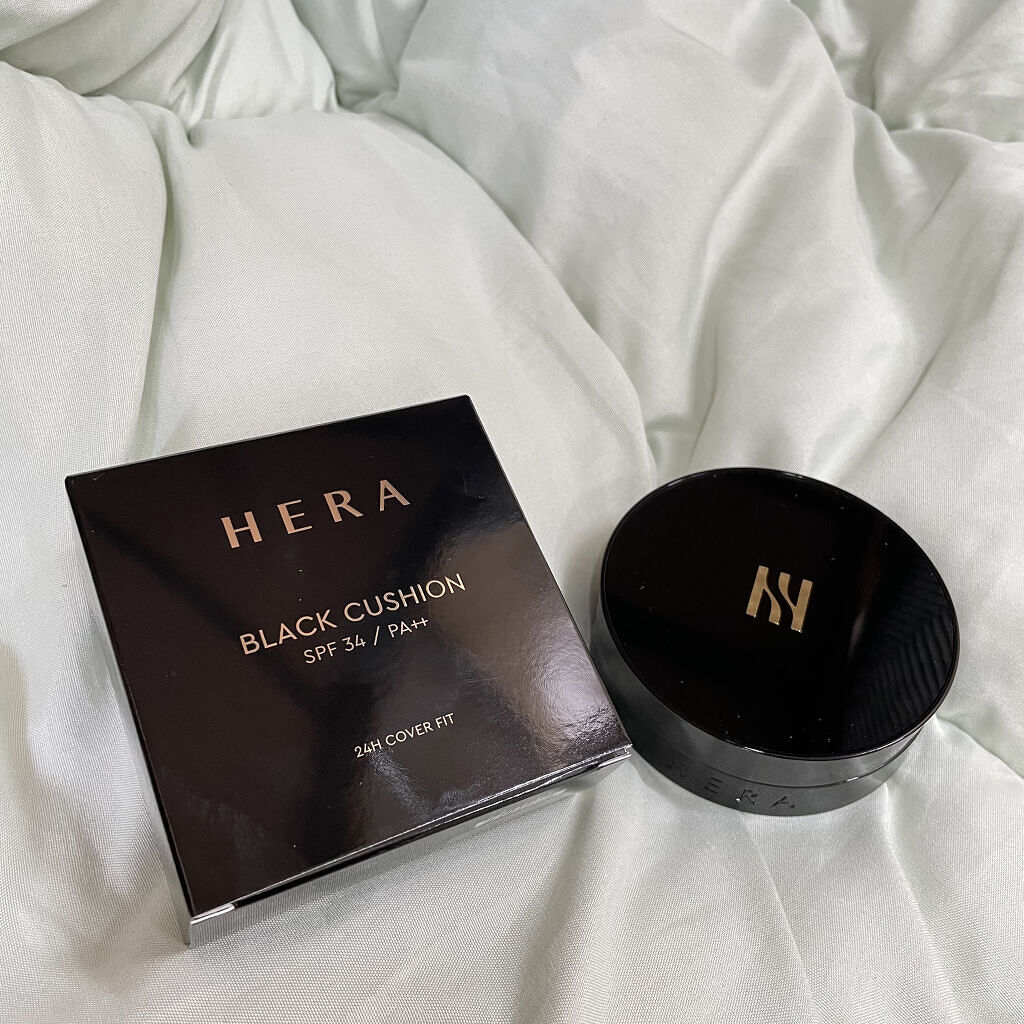 HERA
BLACK CUSHION
SPF 34 / PA++
24H COVER FIT
HERA